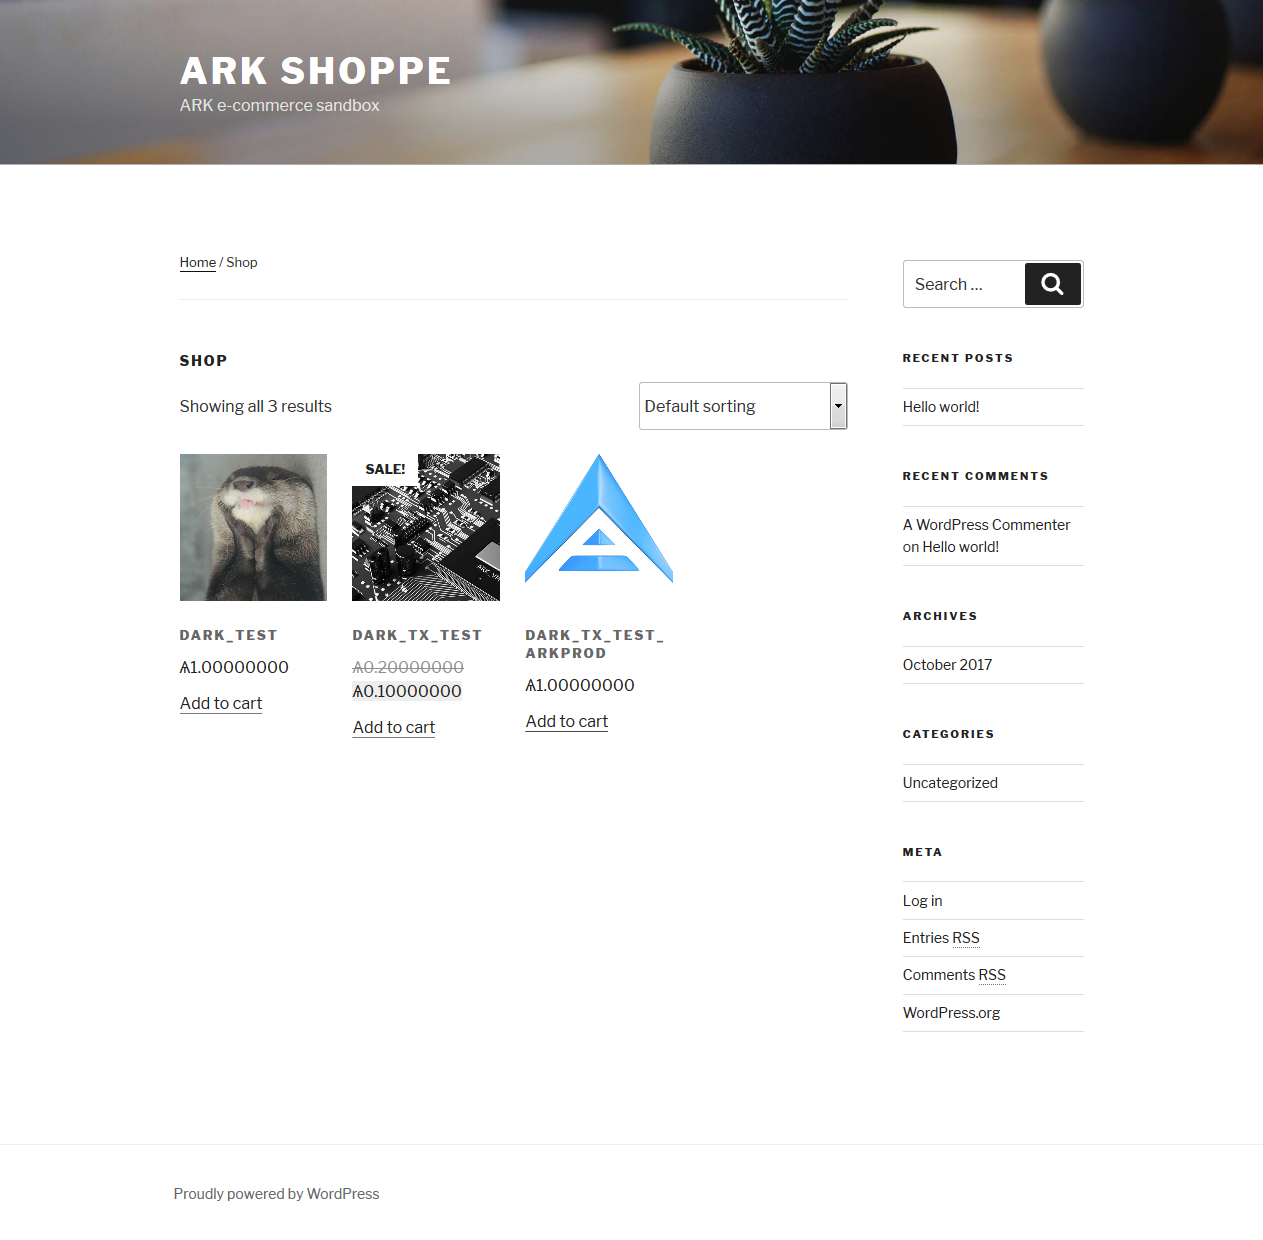 ARK SHOPPE
ARK e-commerce sandbox
Home / Shop
SHOP
Showing all 3 results
Default sorting
DARK_TEST
Ѧ1.00000000
Add to cart
SALE!
DARK_TX_TEST
Ѧ0.20000000
Ѧ0.10000000
Add to cart
DARK_TX_TEST_
ARKPROD
Ѧ1.00000000
Add to cart
Search …
RECENT POSTS
Hello world!
RECENT COMMENTS
A WordPress Commenter
on Hello world!
ARCHIVES
October 2017
CATEGORIES
Uncategorized
META
Log in
Entries RSS
Comments RSS
WordPress.org
Proudly powered by WordPress